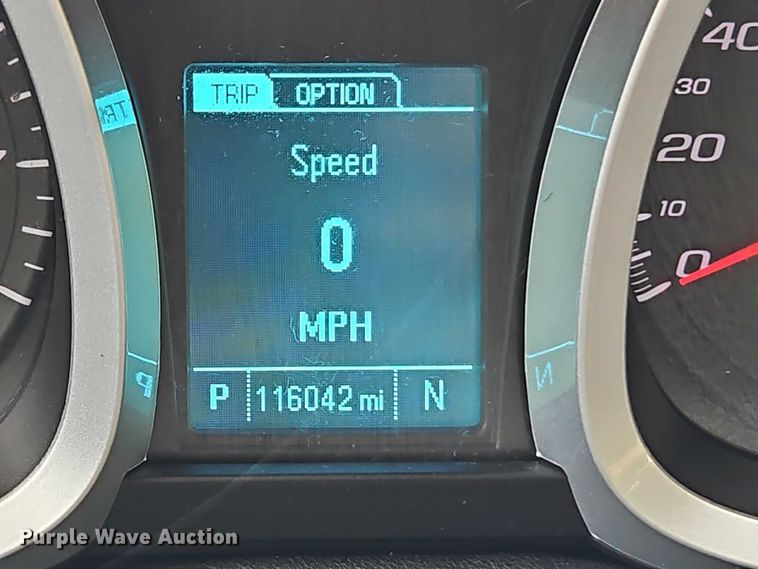 TRIP OPTION
Speed
0
MPH
P 116042 mi N
40
30
20
10
0
Purple Wave Auction